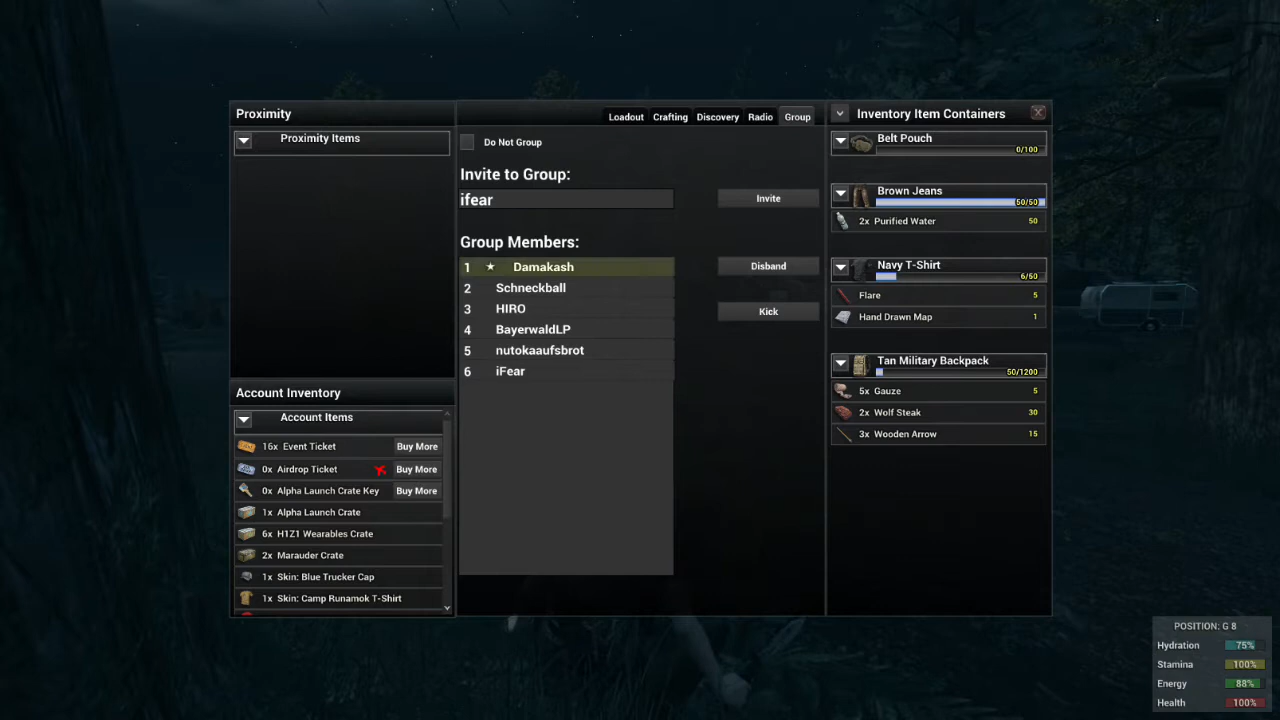 Proximity
Proximity Items
Account Inventory
Account Items
16x Event Ticket Buy More
0x Airdrop Ticket Buy More
0x Alpha Launch Crate Key Buy More
1x Alpha Launch Crate
6x H1Z1 Wearables Crate
2x Marauder Crate
1x Skin: Blue Trucker Cap
1x Skin: Camp Runamok T-Shirt
Loadout Crafting Discovery Radio Group
Do Not Group
Invite to Group:
ifear Invite
Group Members:
1 ★ Damakash Disband
2 Schneckball
3 HIRO Kick
4 BayerwaldLP
5 nutokaaufsbrot
6 iFear
Inventory Item Containers
Belt Pouch
0/100
Brown Jeans
50/50
2x Purified Water 50
Navy T-Shirt
6/50
Flare 5
Hand Drawn Map 1
Tan Military Backpack
50/1200
5x Gauze 5
2x Wolf Steak 30
3x Wooden Arrow 15
POSITION: G 8
Hydration 75%
Stamina 100%
Energy 88%
Health 100%